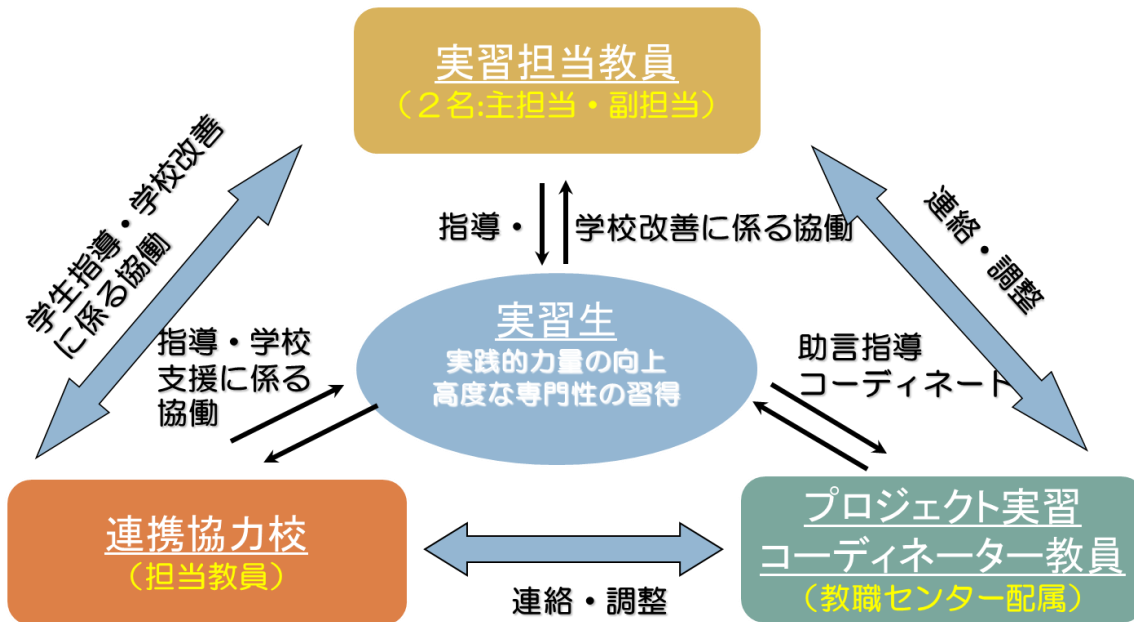 実習担当教員
（２名:主担当・副担当）
学生指導・学校改善
に係る協働
連絡・調整
指導・
学校改善に係る協働
実習生
実践的力量の向上
高度な専門性の習得
指導・学校
支援に係る
協働
助言指導
コーディネート
連携協力校
（担当教員）
連絡・調整
プロジェクト実習
コーディネーター教員
（教職センター配属）